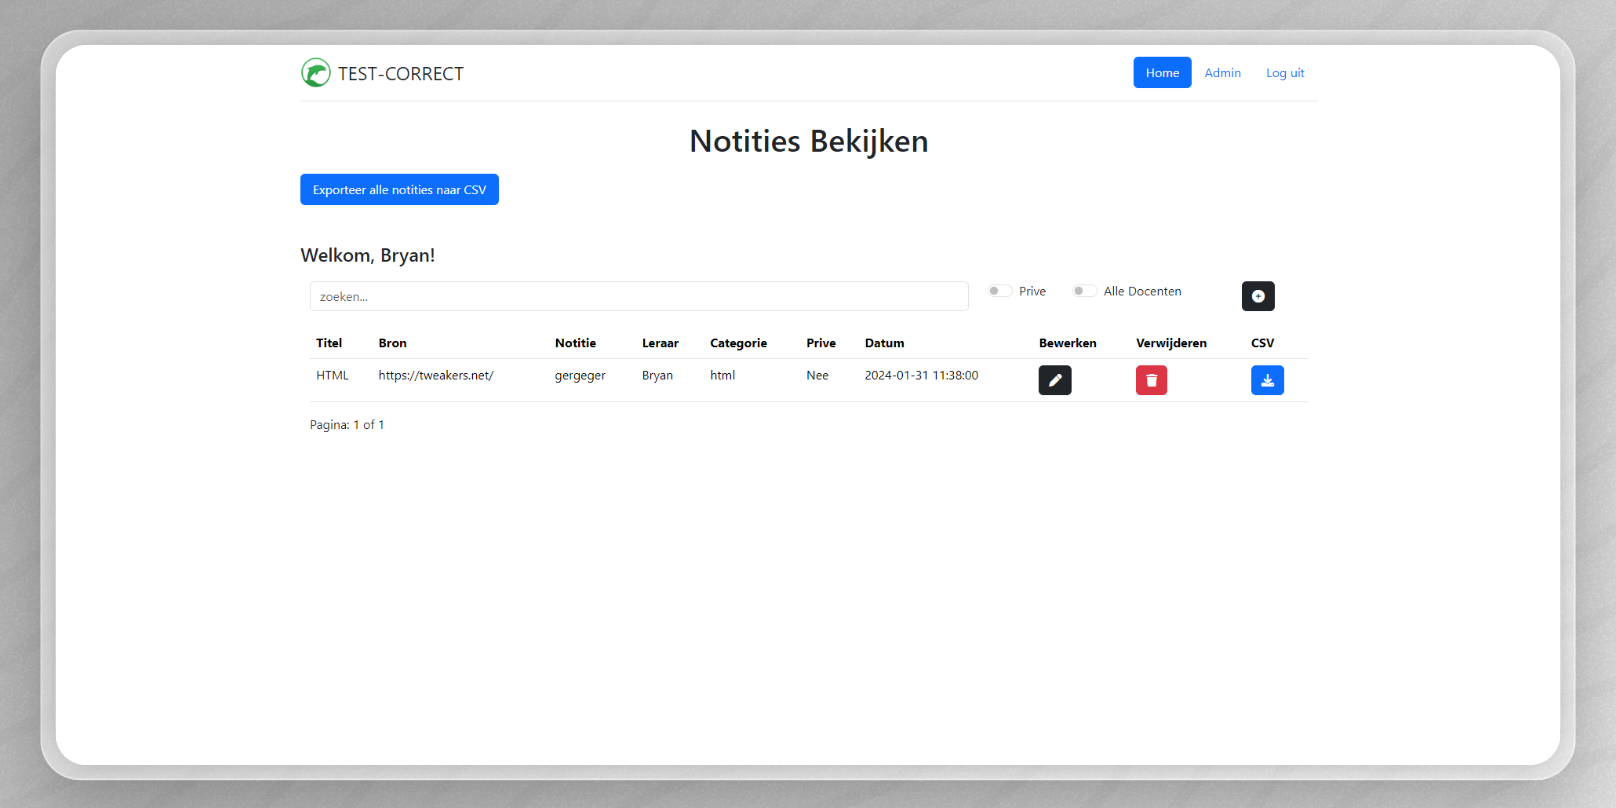 TEST-CORRECT Home Admin Log uit
Notities Bekijken
Exporteer alle notities naar CSV
Welkom, Bryan!
zoeken... Prive Alle Docenten
Titel Bron Notitie Leraar Categorie Prive Datum Bewerken Verwijderen CSV
HTML https://tweakers.net/ gergeger Bryan html Nee 2024-01-31 11:38:00
Pagina: 1 of 1